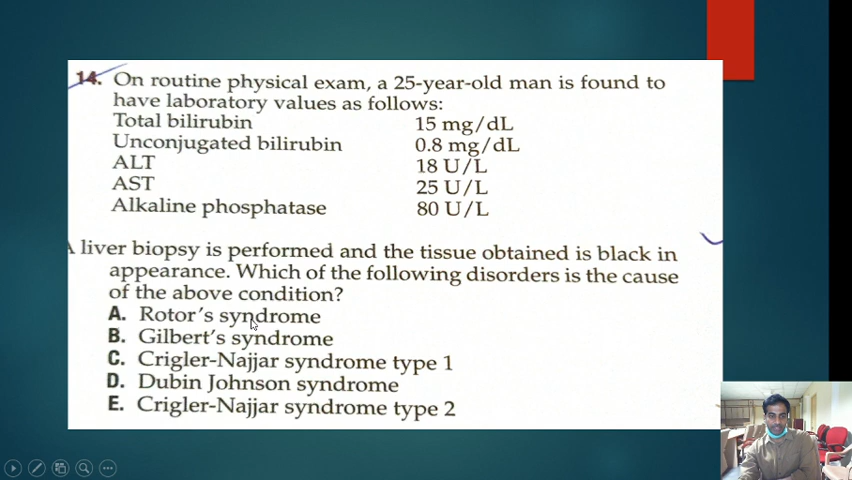 14. On routine physical exam, a 25-year-old man is found to
have laboratory values as follows:
Total bilirubin 15 mg/dL
Unconjugated bilirubin 0.8 mg/dL
ALT 18 U/L
AST 25 U/L
Alkaline phosphatase 80 U/L
A liver biopsy is performed and the tissue obtained is black in
appearance. Which of the following disorders is the cause
of the above condition?
A. Rotor's syndrome
B. Gilbert's syndrome
C. Crigler-Najjar syndrome type 1
D. Dubin Johnson syndrome
E. Crigler-Najjar syndrome type 2